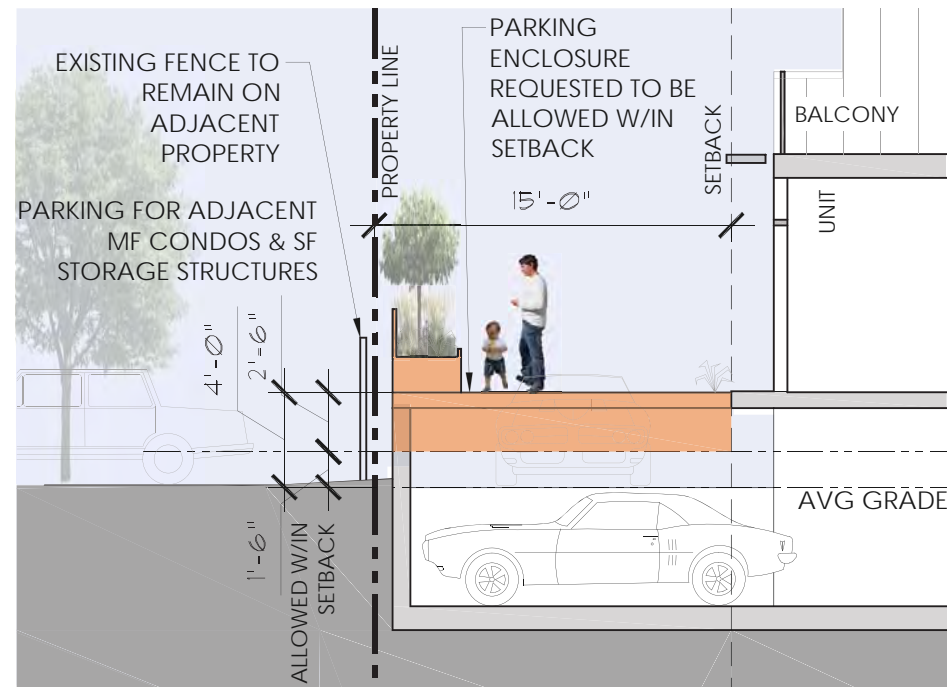 EXISTING FENCE TO
REMAIN ON
ADJACENT
PROPERTY
PROPERTY LINE
PARKING
ENCLOSURE
REQUESTED TO BE
ALLOWED W/IN
SETBACK
SETBACK
BALCONY
UNIT
15'-0"
PARKING FOR ADJACENT
MF CONDOS & SF
STORAGE STRUCTURES
4'-0"
2'-6"
1'-6"
ALLOWED W/IN
SETBACK
AVG GRADE